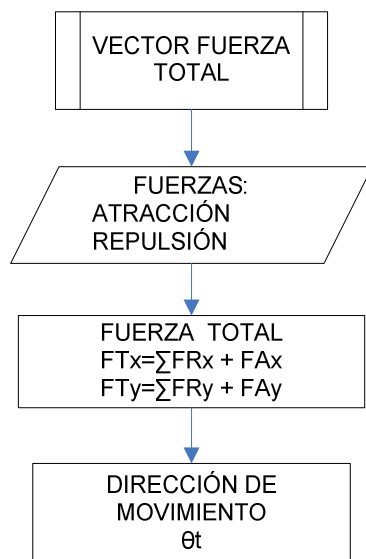 VECTOR FUERZA
TOTAL
FUERZAS:
ATRACCIÓN
REPULSIÓN
FUERZA TOTAL
FTx=∑FRx + FAx
FTy=∑FRy + FAy
DIRECCIÓN DE
MOVIMIENTO
θt